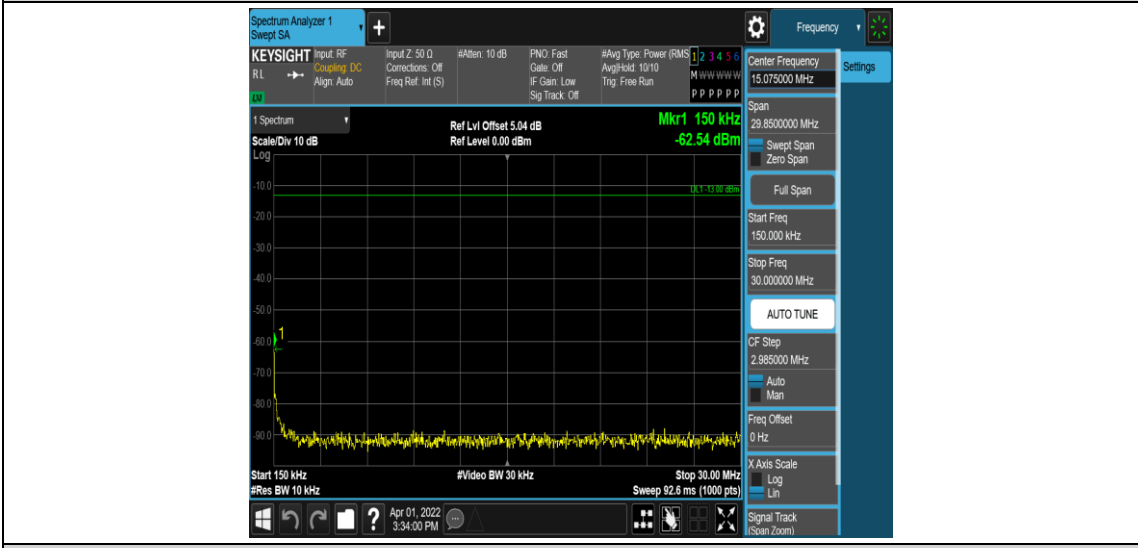 Spectrum Analyzer 1
Swept SA
+
Frequency
KEYSIGHT
RL
LNI
Input: RF
Coupling: DC
Align: Auto
Input Z: 50 Ω
Corrections: Off
Freq Ref: Int (S)
#Atten: 10 dB
PNO: Fast
Gate: Off
IF Gain: Low
Sig Track: Off
#Avg Type: Power (RMS
Avg|Hold: 10/10
Trig: Free Run
1 2 3 4 5 6
M W W W W W
P P P P P P
1 Spectrum
Scale/Div 10 dB
Ref Lvl Offset 5.04 dB
Ref Level 0.00 dBm
Mkr1 150 kHz
-62.54 dBm
Log
DL1 -13.00 dBm
-10.0
-20.0
-30.0
-40.0
-50.0
1
-60.0
-70.0
-80.0
-90.0
Start 150 kHz
#Video BW 30 kHz
Stop 30.00 MHz
#Res BW 10 kHz
Sweep 92.6 ms (1000 pts)
?
Apr 01, 2022
3:34:00 PM
Center Frequency
15.075000 MHz
Settings
Span
29.8500000 MHz
Swept Span
Zero Span
Full Span
Start Freq
150.000 kHz
Stop Freq
30.000000 MHz
AUTO TUNE
CF Step
2.985000 MHz
Auto
Man
Freq Offset
0 Hz
X Axis Scale
Log
Lin
Signal Track
(Span Zoom)